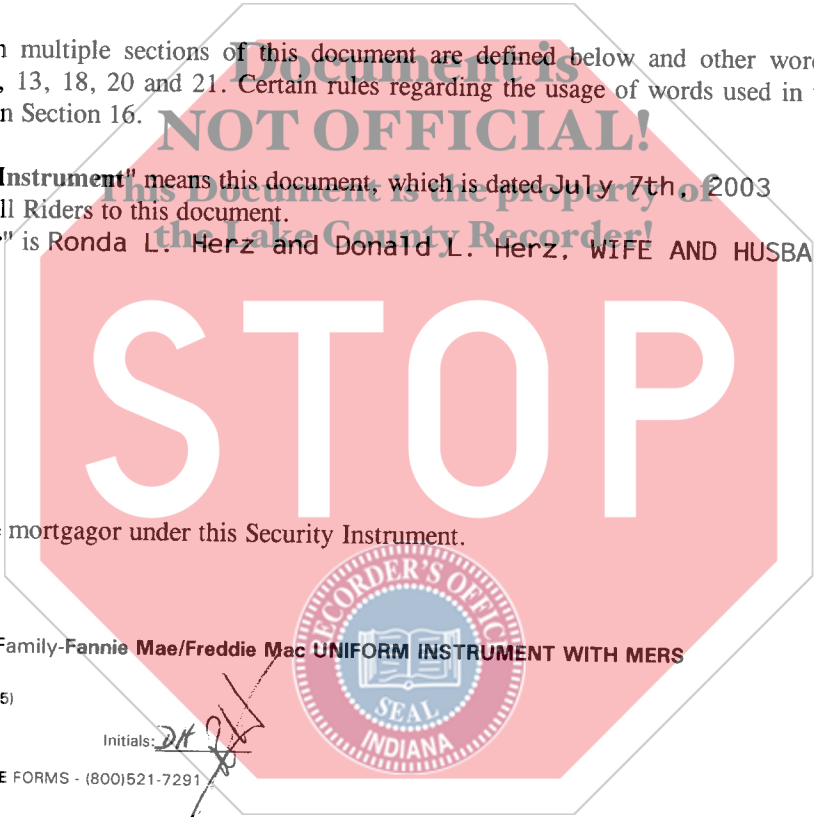 multiple sections of this document are defined below and other
, 13, 18, 20 and 21. Certain rules regarding the usage of words used in
n Section 16.
Document is
NOT OFFICIAL!
This Document is the property of
the Lake County Recorder!
Instrument" means this document, which is dated July 7th, 2003
ll Riders to this document.
" is Ronda L. Herz and Donald L. Herz, WIFE AND HUSBA
STOP
mortgagor under this Security Instrument.
RECORDER'S OFFICE
SEAL
INDIANA
Family-Fannie Mae/Freddie Mac UNIFORM INSTRUMENT WITH MERS
5)
Initials: DH RH
E FORMS - (800)521-7291